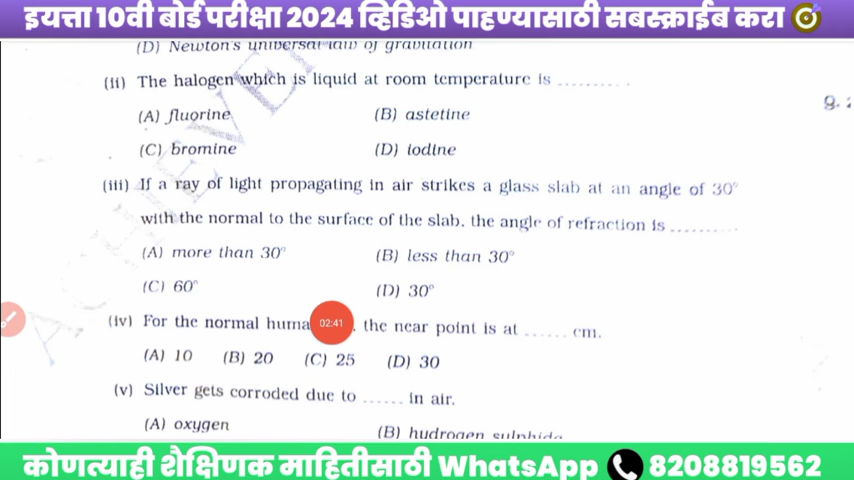 इयत्ता 10वी बोर्ड परीक्षा 2024 व्हिडिओ पाहण्यासाठी सबस्क्राईब करा
(D) Newton's universal law of gravitation
(ii) The halogen which is liquid at room temperature is ..........
(A) fluorine (B) astetine
(C) bromine (D) iodine
(iii) If a ray of light propagating in air strikes a glass slab at an angle of 30°
with the normal to the surface of the slab, the angle of refraction is ..........
(A) more than 30° (B) less than 30°
(C) 60° (D) 30°
(iv) For the normal huma 02:41 , the near point is at ...... cm.
(A) 10 (B) 20 (C) 25 (D) 30
(v) Silver gets corroded due to ...... in air.
(A) oxygen (B) hydrogen sulphide
ACHIEVER
कोणत्याही शैक्षिणक माहितीसाठी WhatsApp 8208819562